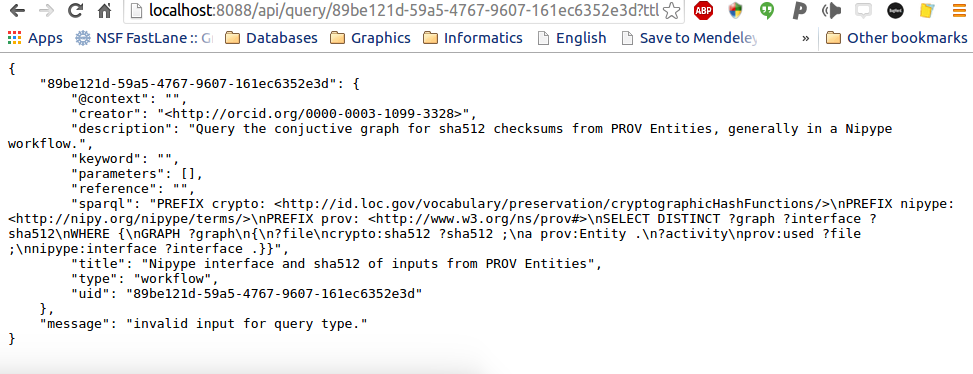 localhost:8088/api/query/89be121d-59a5-4767-9607-161ec6352e3d?ttl
ABP
Apps NSF FastLane :: Databases Graphics Informatics English Save to Mendeley » Other bookmarks
{
"89be121d-59a5-4767-9607-161ec6352e3d": {
"@context": "",
"creator": "<http://orcid.org/0000-0003-1099-3328>",
"description": "Query the conjuctive graph for sha512 checksums from PROV Entities, generally in a Nipype
workflow.",
"keyword": "",
"parameters": [],
"reference": "",
"sparql": "PREFIX crypto: <http://id.loc.gov/vocabulary/preservation/cryptographicHashFunctions/>\nPREFIX nipype:
<http://nipy.org/nipype/terms/>\nPREFIX prov: <http://www.w3.org/ns/prov#>\nSELECT DISTINCT ?graph ?interface ?
sha512\nWHERE {\nGRAPH ?graph\n{\n?file\ncrypto:sha512 ?sha512 ;\na prov:Entity .\n?activity\nprov:used ?file
;\nnipype:interface ?interface .}}",
"title": "Nipype interface and sha512 of inputs from PROV Entities",
"type": "workflow",
"uid": "89be121d-59a5-4767-9607-161ec6352e3d"
},
"message": "invalid input for query type."
}